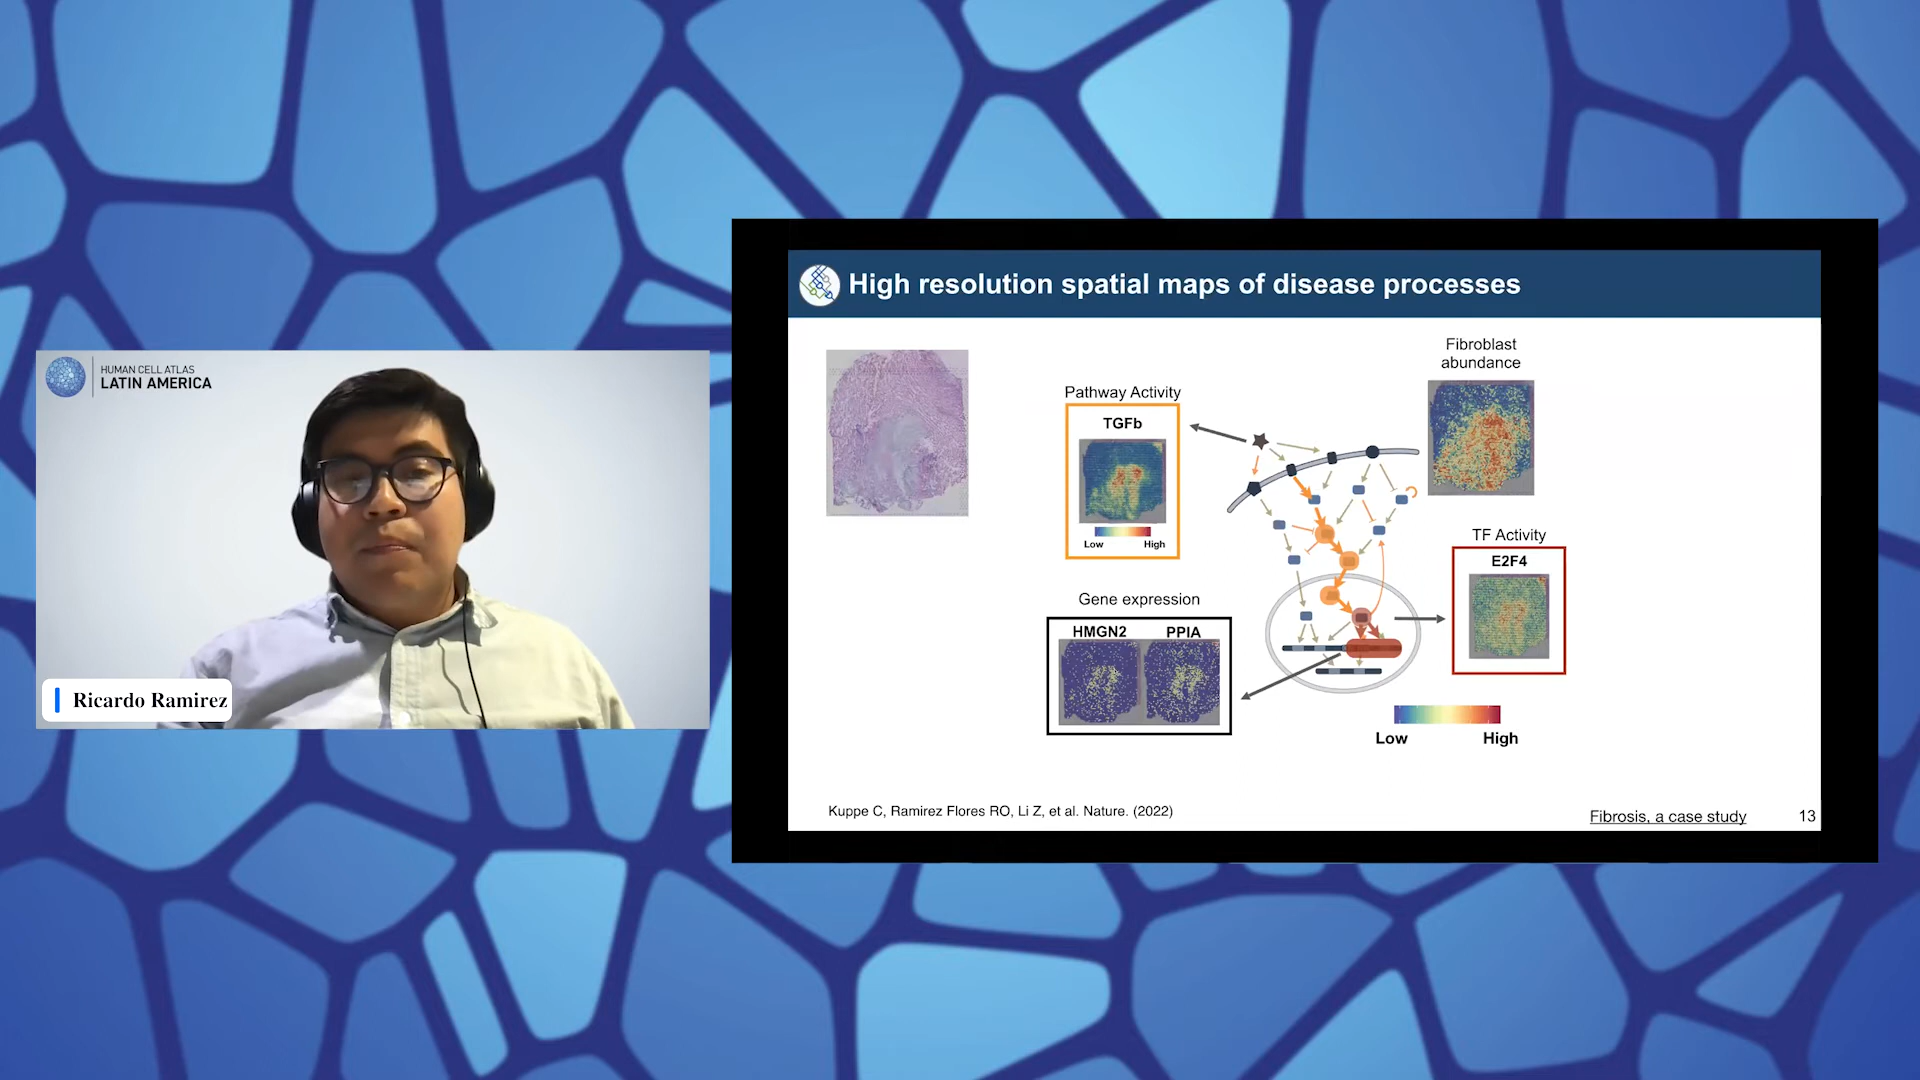 HUMAN CELL ATLAS
LATIN AMERICA
Ricardo Ramirez
High resolution spatial maps of disease processes
Fibroblast
abundance
Pathway Activity
TGFb
Low High
TF Activity
E2F4
Gene expression
HMGN2 PPIA
Low High
Kuppe C, Ramirez Flores RO, Li Z, et al. Nature. (2022)
Fibrosis, a case study 13